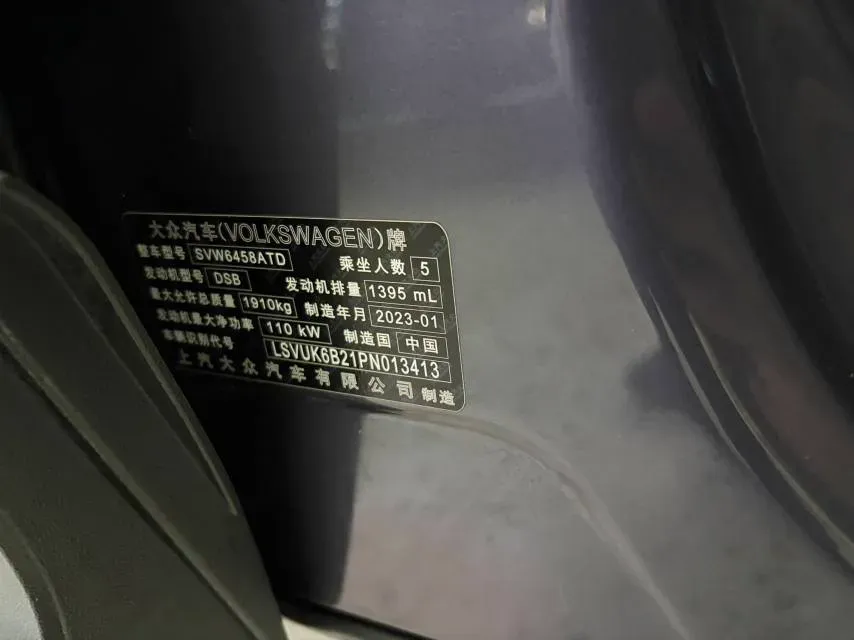 大众汽车(VOLKSWAGEN)牌
整车型号 SVW6458ATD 乘坐人数 5
发动机型号 DSB 发动机排量 1395 mL
最大允许总质量 1910kg 制造年月 2023-01
发动机最大净功率 110 kW 制造国 中国
车辆识别代号 LSVUK6B21PN013413
上汽大众汽车有限公司 制造